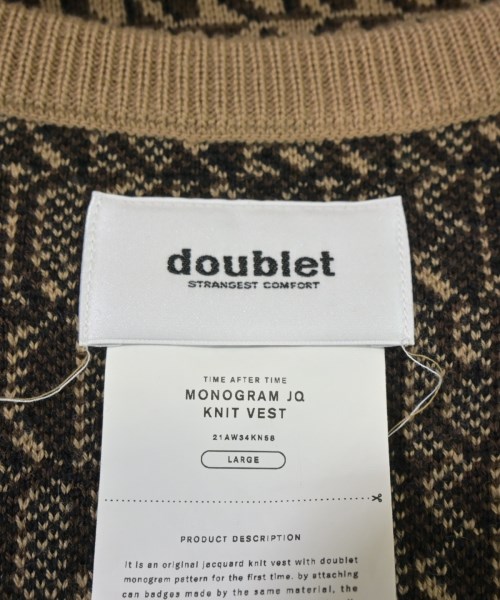 doublet
STRANGEST COMFORT
TIME AFTER TIME
MONOGRAM JQ
KNIT VEST
21AW34KN68
LARGE
PRODUCT DESCRIPTION
it is an original jacquard knit vest with doublet
monogram pattern for the first time. by attaching
can badges made by the same material, the